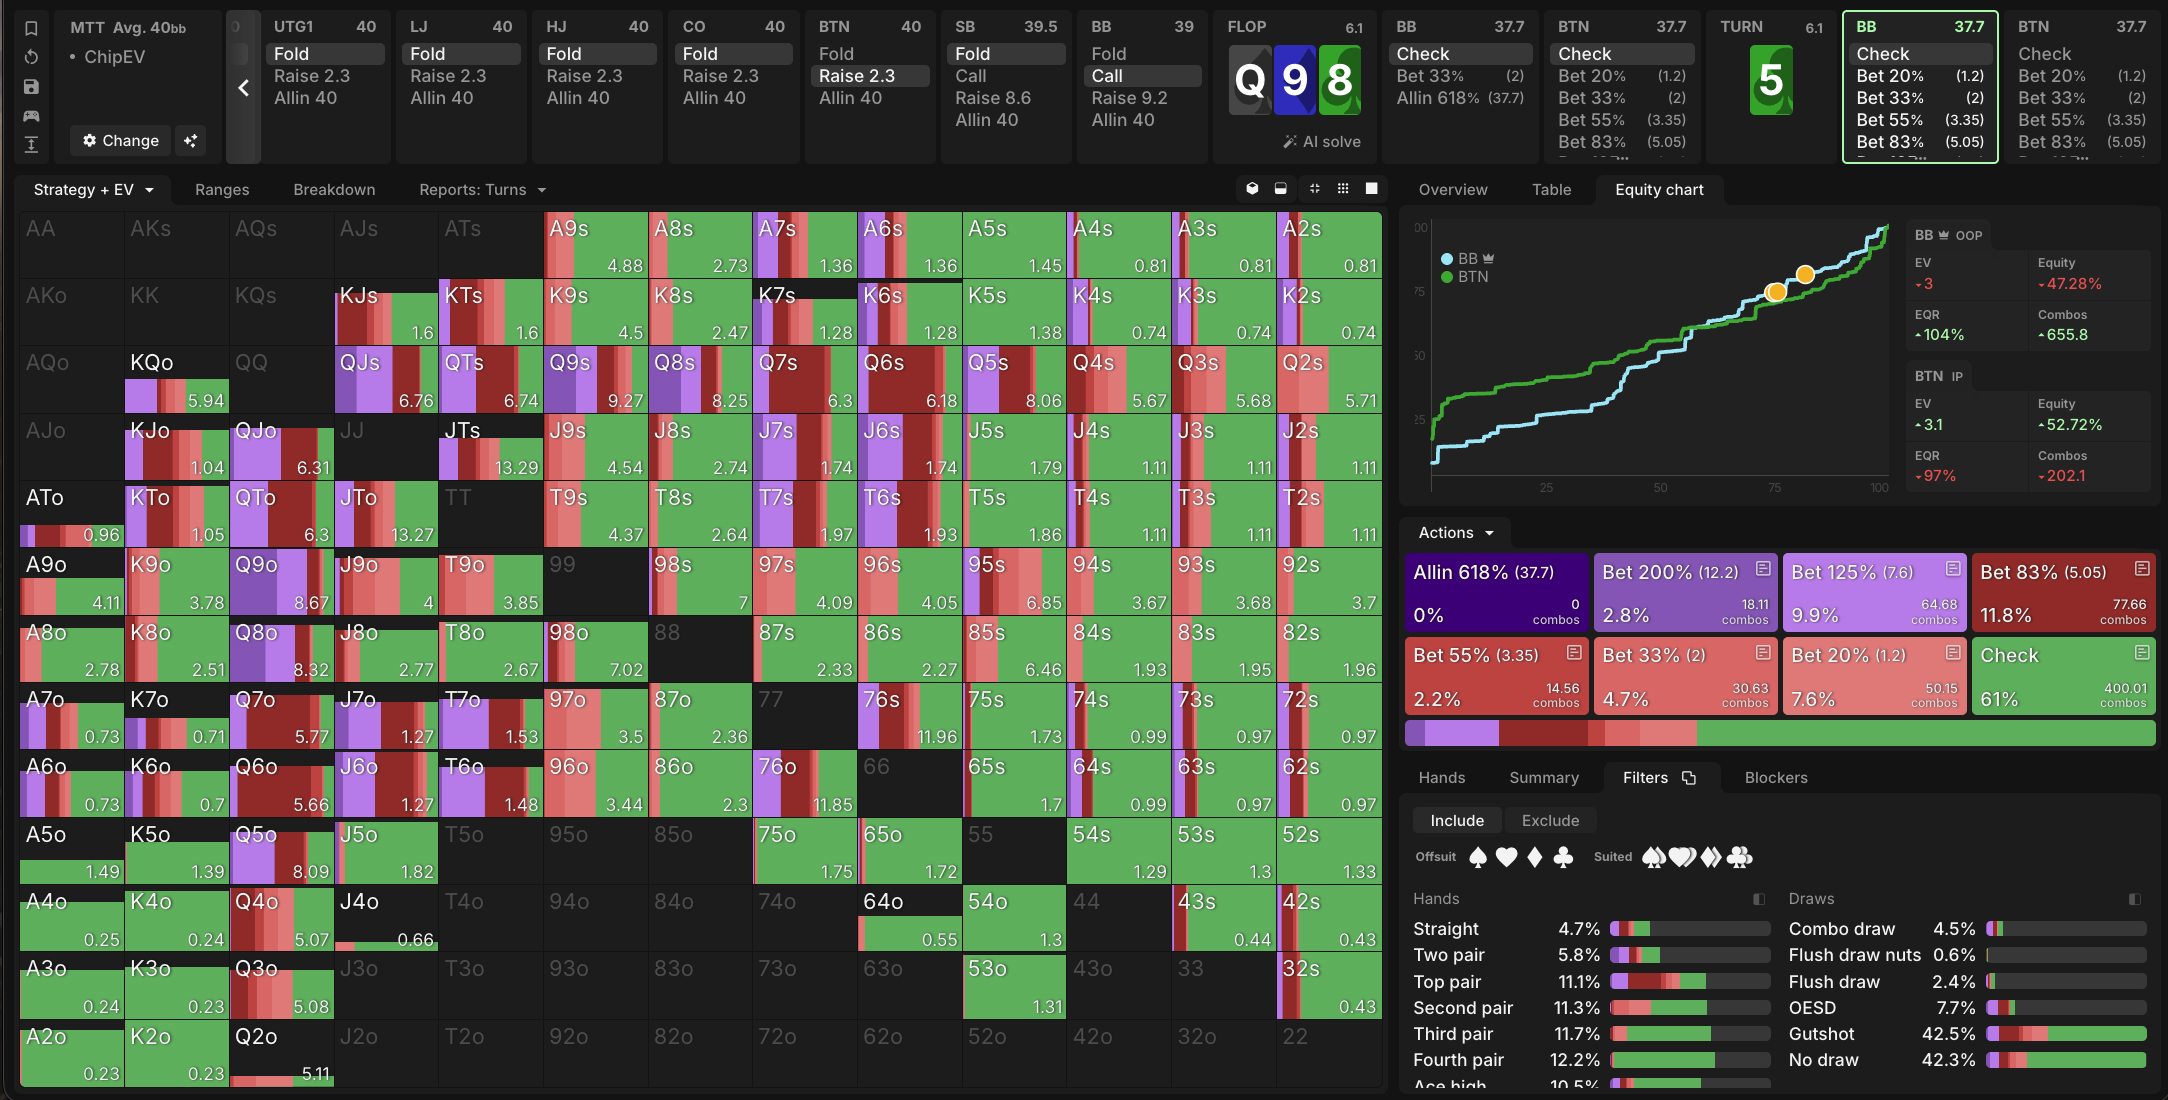 MTT Avg. 40bb
• ChipEV
Change
0
UTG1 40
Fold
Raise 2.3
Allin 40
LJ 40
Fold
Raise 2.3
Allin 40
HJ 40
Fold
Raise 2.3
Allin 40
CO 40
Fold
Raise 2.3
Allin 40
BTN 40
Fold
Raise 2.3
Allin 40
SB 39.5
Fold
Call
Raise 8.6
Allin 40
BB 39
Fold
Call
Raise 9.2
Allin 40
FLOP 6.1
Q 9 8
AI solve
BB 37.7
Check
Bet 33% (2)
Allin 618% (37.7)
BTN 37.7
Check
Bet 20% (1.2)
Bet 33% (2)
Bet 55% (3.35)
Bet 83% (5.05)
TURN 6.1
5
BB 37.7
Check
Bet 20% (1.2)
Bet 33% (2)
Bet 55% (3.35)
Bet 83% (5.05)
BTN 37.7
Check
Bet 20% (1.2)
Bet 33% (2)
Bet 55% (3.35)
Bet 83% (5.05)
Strategy + EV Ranges Breakdown Reports: Turns
AA AKs AQs AJs ATs A9s A8s A7s A6s A5s A4s A3s A2s
4.88 2.73 1.36 1.36 1.45 0.81 0.81 0.81
AKo KK KQs KJs KTs K9s K8s K7s K6s K5s K4s K3s K2s
1.6 1.6 4.5 2.47 1.28 1.28 1.38 0.74 0.74 0.74
AQo KQo QQ QJs QTs Q9s Q8s Q7s Q6s Q5s Q4s Q3s Q2s
5.94 6.76 6.74 9.27 8.25 6.3 6.18 8.06 5.67 5.68 5.71
AJo KJo QJo JJ JTs J9s J8s J7s J6s J5s J4s J3s J2s
1.04 6.31 13.29 4.54 2.74 1.74 1.74 1.79 1.11 1.11 1.11
ATo KTo QTo JTo TT T9s T8s T7s T6s T5s T4s T3s T2s
0.96 1.05 6.3 13.27 4.37 2.64 1.97 1.93 1.86 1.11 1.11 1.11
A9o K9o Q9o J9o T9o 99 98s 97s 96s 95s 94s 93s 92s
4.11 3.78 8.67 4 3.85 7 4.09 4.05 6.85 3.67 3.68 3.7
A8o K8o Q8o J8o T8o 98o 88 87s 86s 85s 84s 83s 82s
2.78 2.51 8.32 2.77 2.67 7.02 2.33 2.27 6.46 1.93 1.95 1.96
A7o K7o Q7o J7o T7o 97o 87o 77 76s 75s 74s 73s 72s
0.73 0.71 5.77 1.27 1.53 3.5 2.36 11.96 1.73 0.99 0.97 0.97
A6o K6o Q6o J6o T6o 96o 86o 76o 66 65s 64s 63s 62s
0.73 0.7 5.66 1.27 1.48 3.44 2.3 11.85 1.7 0.99 0.97 0.97
A5o K5o Q5o J5o T5o 95o 85o 75o 65o 55 54s 53s 52s
1.49 1.39 8.09 1.82 1.75 1.72 1.29 1.3 1.33
A4o K4o Q4o J4o T4o 94o 84o 74o 64o 54o 44 43s 42s
0.25 0.24 5.07 0.66 0.55 1.3 0.44 0.43
A3o K3o Q3o J3o T3o 93o 83o 73o 63o 53o 43o 33 32s
0.24 0.23 5.08 1.31 0.43
A2o K2o Q2o J2o T2o 92o 82o 72o 62o 52o 42o 32o 22
0.23 0.23 5.11
Overview Table Equity chart
00
75
50
25
BB
BTN
25 50 75 100
BB OOP
EV Equity
3 47.28%
EQR Combos
104% 655.8
BTN IP
EV Equity
3.1 52.72%
EQR Combos
97% 202.1
Actions
Allin 618% (37.7)
0% 0 combos
Bet 200% (12.2)
2.8% 18.11 combos
Bet 125% (7.6)
9.9% 64.68 combos
Bet 83% (5.05)
11.8% 77.66 combos
Bet 55% (3.35)
2.2% 14.56 combos
Bet 33% (2)
4.7% 30.63 combos
Bet 20% (1.2)
7.6% 50.15 combos
Check
61% 400.01 combos
Hands Summary Filters Blockers
Include Exclude
Offsuit Suited
Hands Draws
Straight 4.7% Combo draw 4.5%
Two pair 5.8% Flush draw nuts 0.6%
Top pair 11.1% Flush draw 2.4%
Second pair 11.3% OESD 7.7%
Third pair 11.7% Gutshot 42.5%
Fourth pair 12.2% No draw 42.3%
Ace high 10.5%